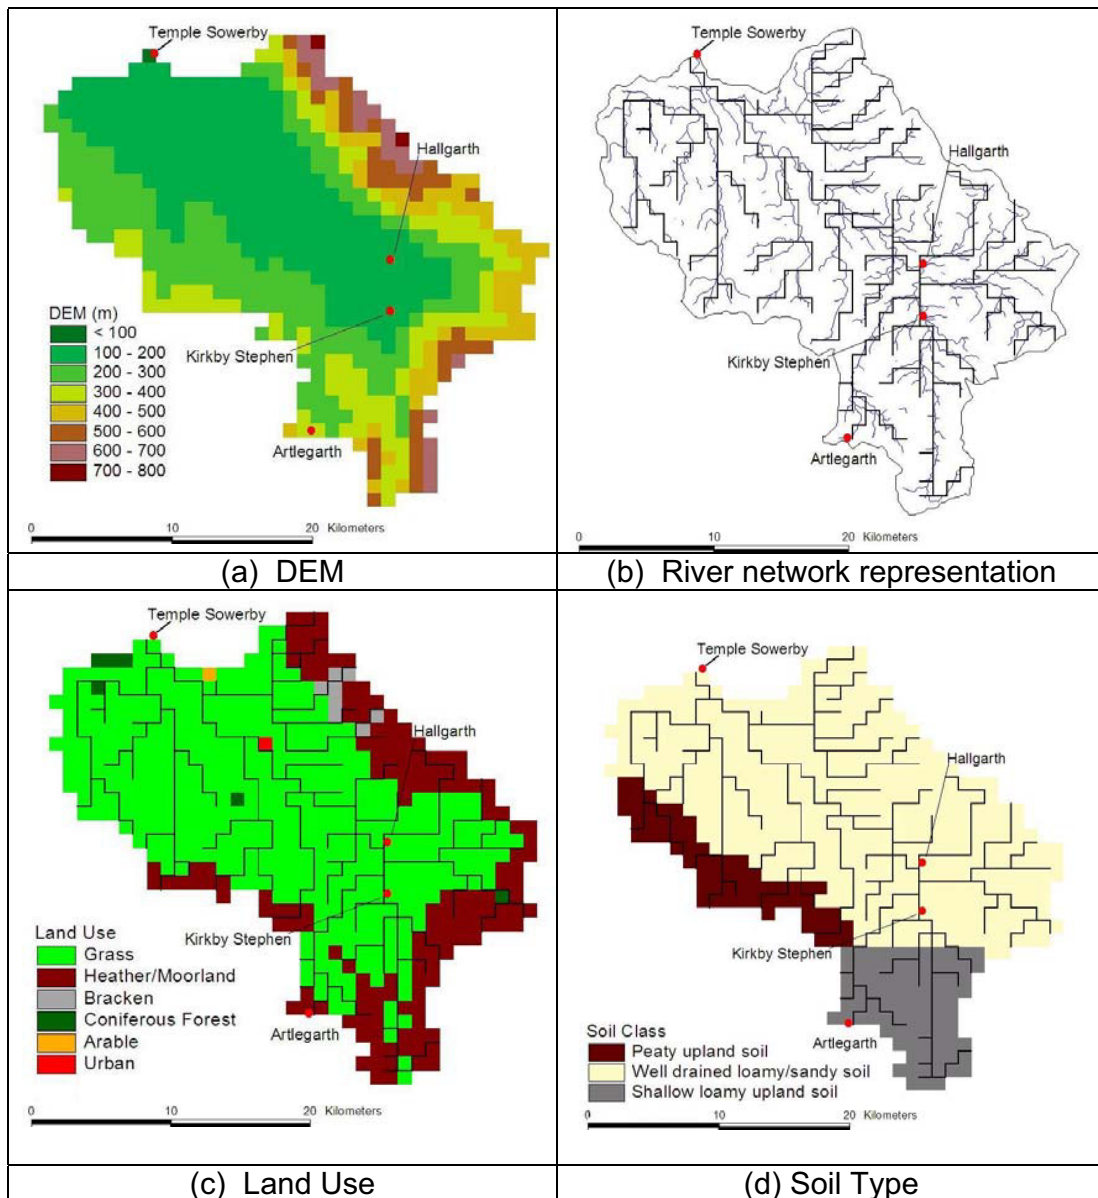 Temple Sowerby
Hallgarth
DEM (m)
< 100
100 - 200
200 - 300
300 - 400
400 - 500
500 - 600
600 - 700
700 - 800
Kirkby Stephen
Artlegarth
0 10 20 Kilometers
(a) DEM
Temple Sowerby
Hallgarth
Kirkby Stephen
Artlegarth
0 10 20 Kilometers
(b) River network representation
Temple Sowerby
Hallgarth
Kirkby Stephen
Land Use
Grass
Heather/Moorland
Bracken
Coniferous Forest
Arable
Urban
Artlegarth
0 10 20 Kilometers
(c) Land Use
Temple Sowerby
Hallgarth
Kirkby Stephen
Artlegarth
Soil Class
Peaty upland soil
Well drained loamy/sandy soil
Shallow loamy upland soil
0 10 20 Kilometers
(d) Soil Type